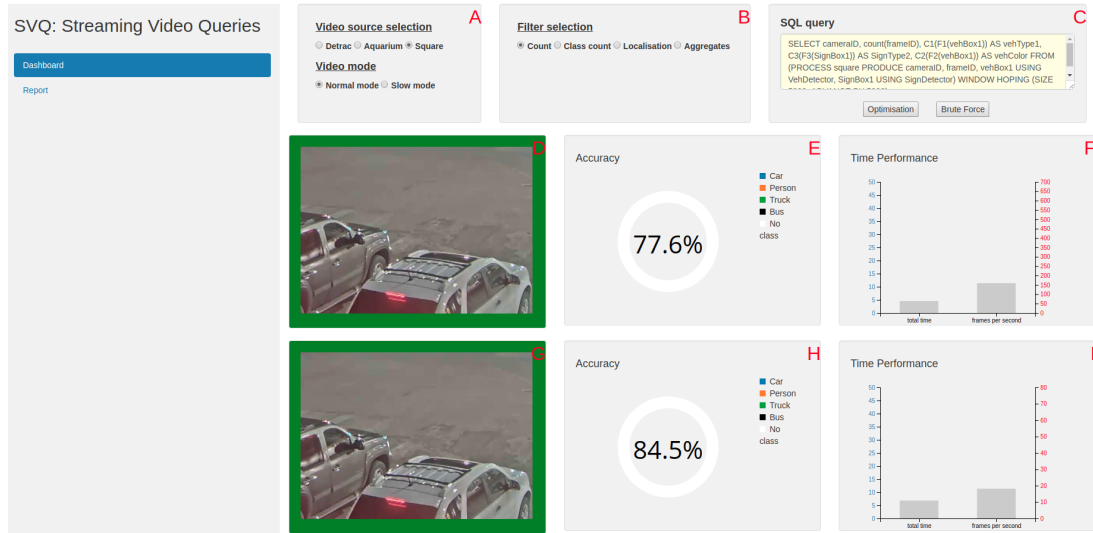 SVQ: Streaming Video Queries
Dashboard
Report
A
Video source selection
Detrac Aquarium Square
Video mode
Normal mode Slow mode
B
Filter selection
Count Class count Localisation Aggregates
C
SQL query
SELECT cameraID, count(frameID), C1(F1(vehBox1)) AS vehType1,
C3(F3(SignBox1)) AS SignType2, C2(F2(vehBox1)) AS vehColor FROM
(PROCESS square PRODUCE cameraID, frameID, vehBox1 USING
VehDetector, SignBox1 USING SignDetector) WINDOW HOPING (SIZE
Optimisation Brute Force
D
E
Accuracy
77.6%
Car
Person
Truck
Bus
No
class
F
Time Performance
50
45
40
35
30
25
20
15
10
5
0
700
650
600
550
500
450
400
350
300
250
200
150
100
50
0
total time frames per second
G
H
Accuracy
84.5%
Car
Person
Truck
Bus
No
class
I
Time Performance
50
45
40
35
30
25
20
15
10
5
0
80
70
60
50
40
30
20
10
0
total time frames per second